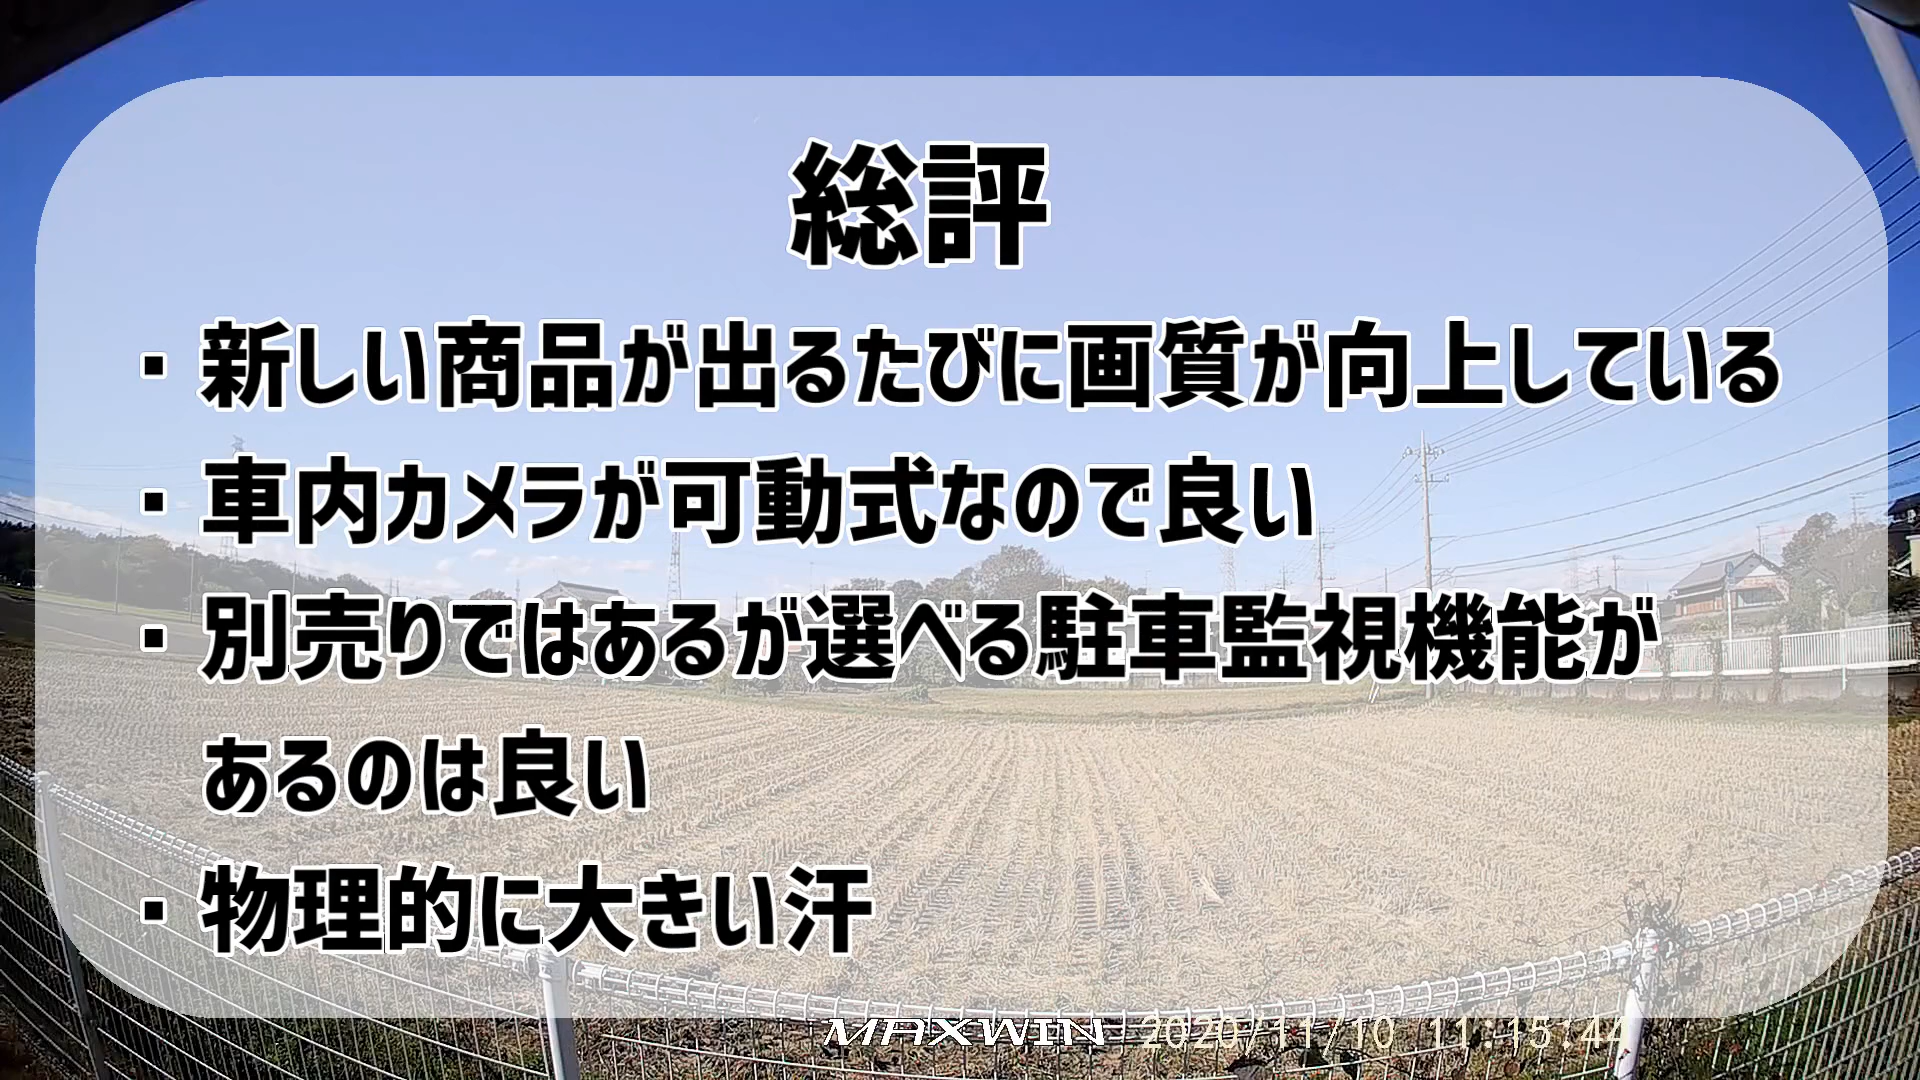 総評
・新しい商品が出るたびに画質が向上している
・車内カメラが可動式なので良い
・別売りではあるが選べる駐車監視機能が
あるのは良い
・物理的に大きい汗
MAXWIN 2020/11/10 11:15:44